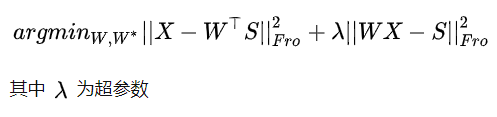 argmin_{W,W^*} ||X − W^⊤S||^2_{Fro} + λ||WX − S||^2_{Fro}
其中 λ 为超参数